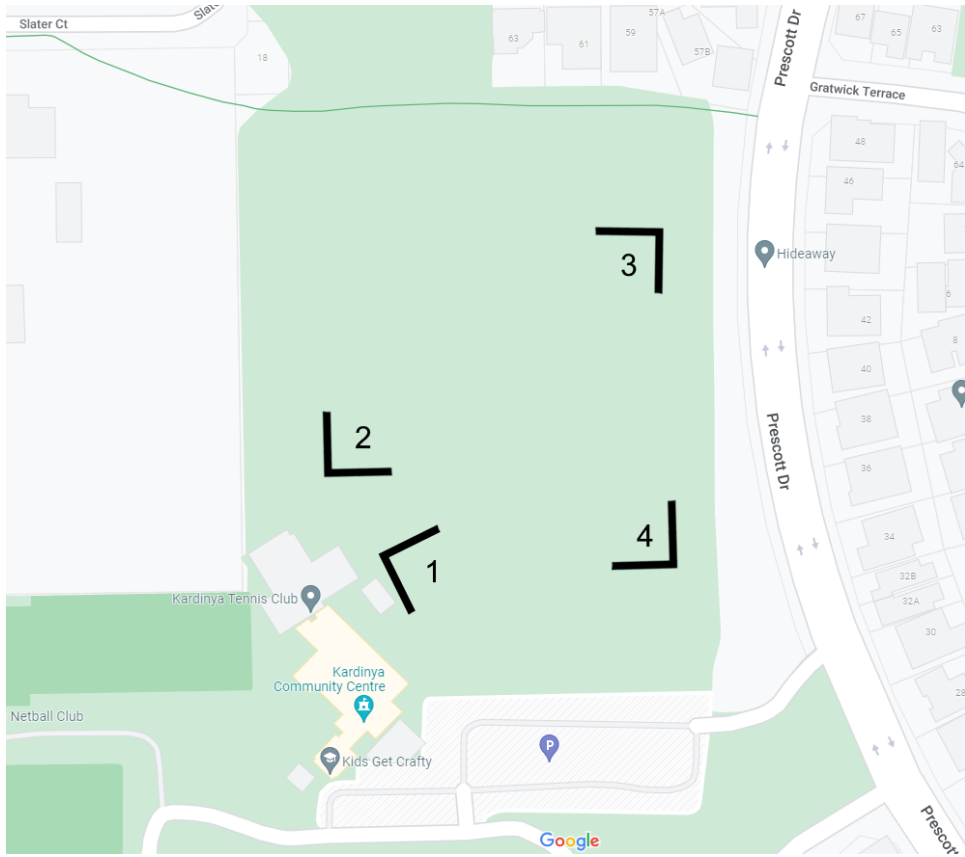 Slater Ct
Slate
18
63
61
57A
59
57B
Prescott Dr
67
65
63
Gratwick Terrace
48
46
54
Hideaway
3
42
6
8
40
38
36
Prescott Dr
2
4
1
34
32B
32A
30
28
Kardinya Tennis Club
Kardinya
Community Centre
Netball Club
P
Kids Get Crafty
Google
Prescott